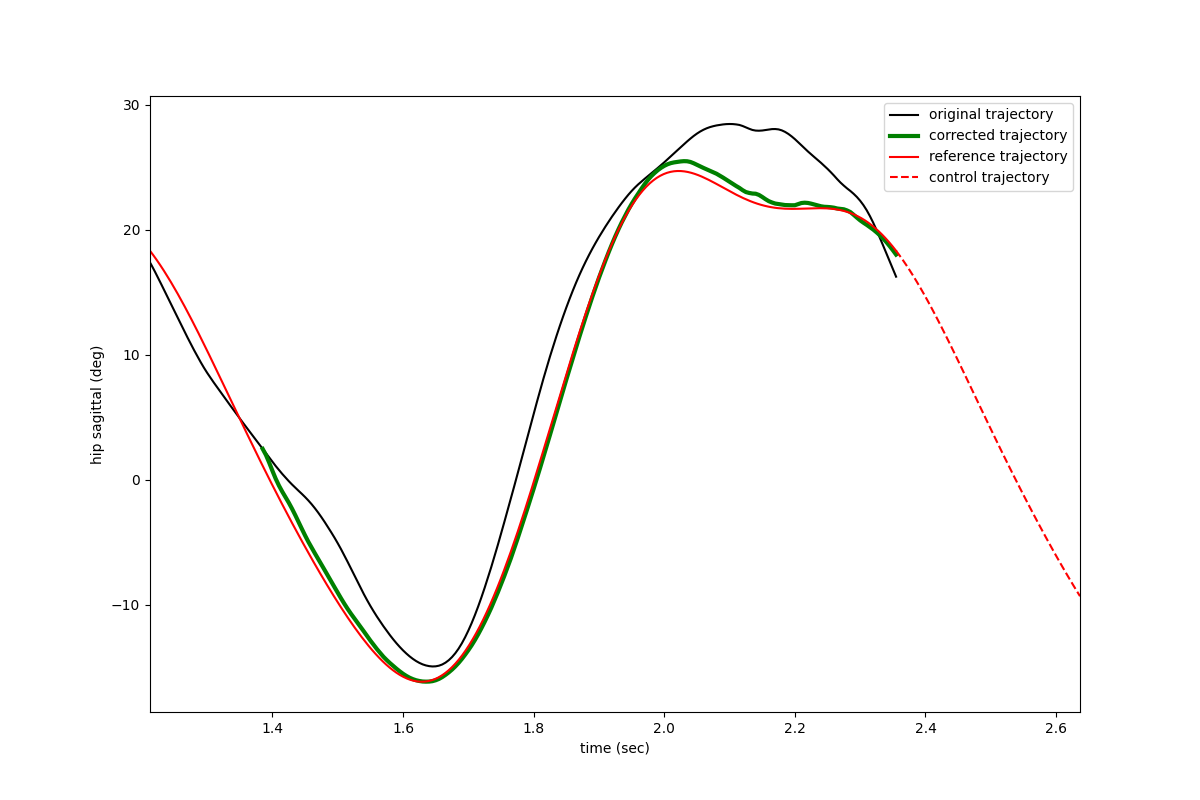 30
20
10
0
−10
hip sagittal (deg)
original trajectory
corrected trajectory
reference trajectory
control trajectory
1.4 1.6 1.8 2.0 2.2 2.4 2.6
time (sec)